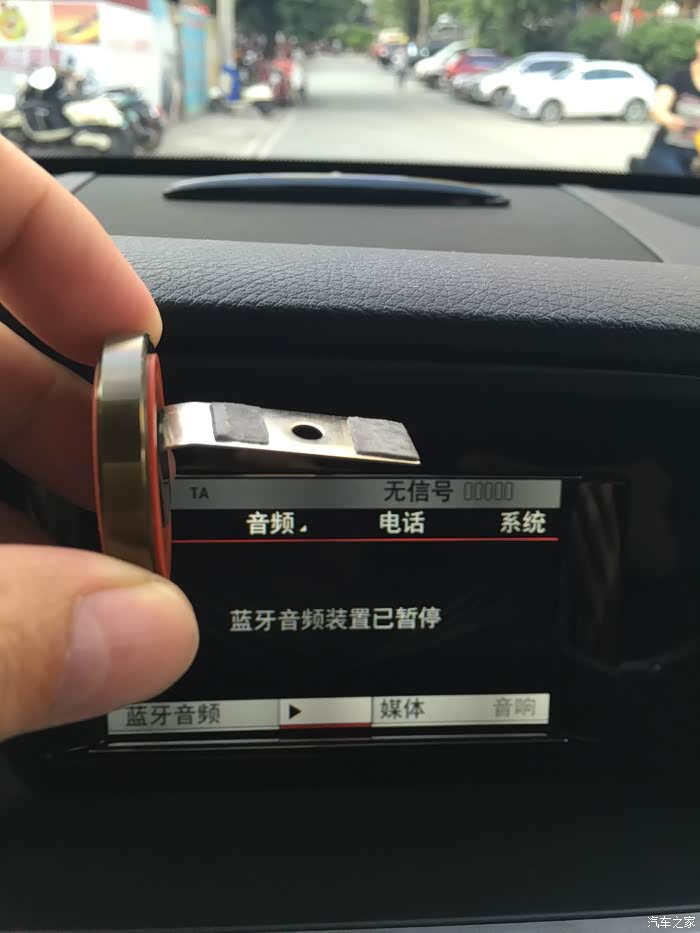 TA 无信号 00000
音频 电话 系统
蓝牙音频装置已暂停
蓝牙音频 媒体 音响
汽车之家